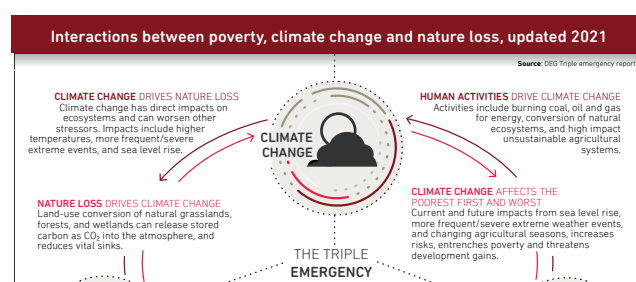 Interactions between poverty, climate change and nature loss, updated 2021
Source: DEG Triple emergency report
CLIMATE CHANGE DRIVES NATURE LOSS
Climate change has direct impacts on
ecosystems and can worsen other
stressors. Impacts include higher
temperatures, more frequent/severe
extreme events, and sea level rise.
HUMAN ACTIVITIES DRIVE CLIMATE CHANGE
Activities include burning coal, oil and gas
for energy, conversion of natural
ecosystems, and high impact
unsustainable agricultural
systems.
CLIMATE
CHANGE
NATURE LOSS DRIVES CLIMATE CHANGE
Land-use conversion of natural grasslands,
forests, and wetlands can release stored
carbon as CO₂ into the atmosphere, and
reduces vital sinks.
CLIMATE CHANGE AFFECTS THE
POOREST FIRST AND WORST
Current and future impacts from sea level rise,
more frequent/severe extreme weather events,
and changing agricultural seasons, increases
risks, entrenches poverty and threatens
development gains.
THE TRIPLE
EMERGENCY